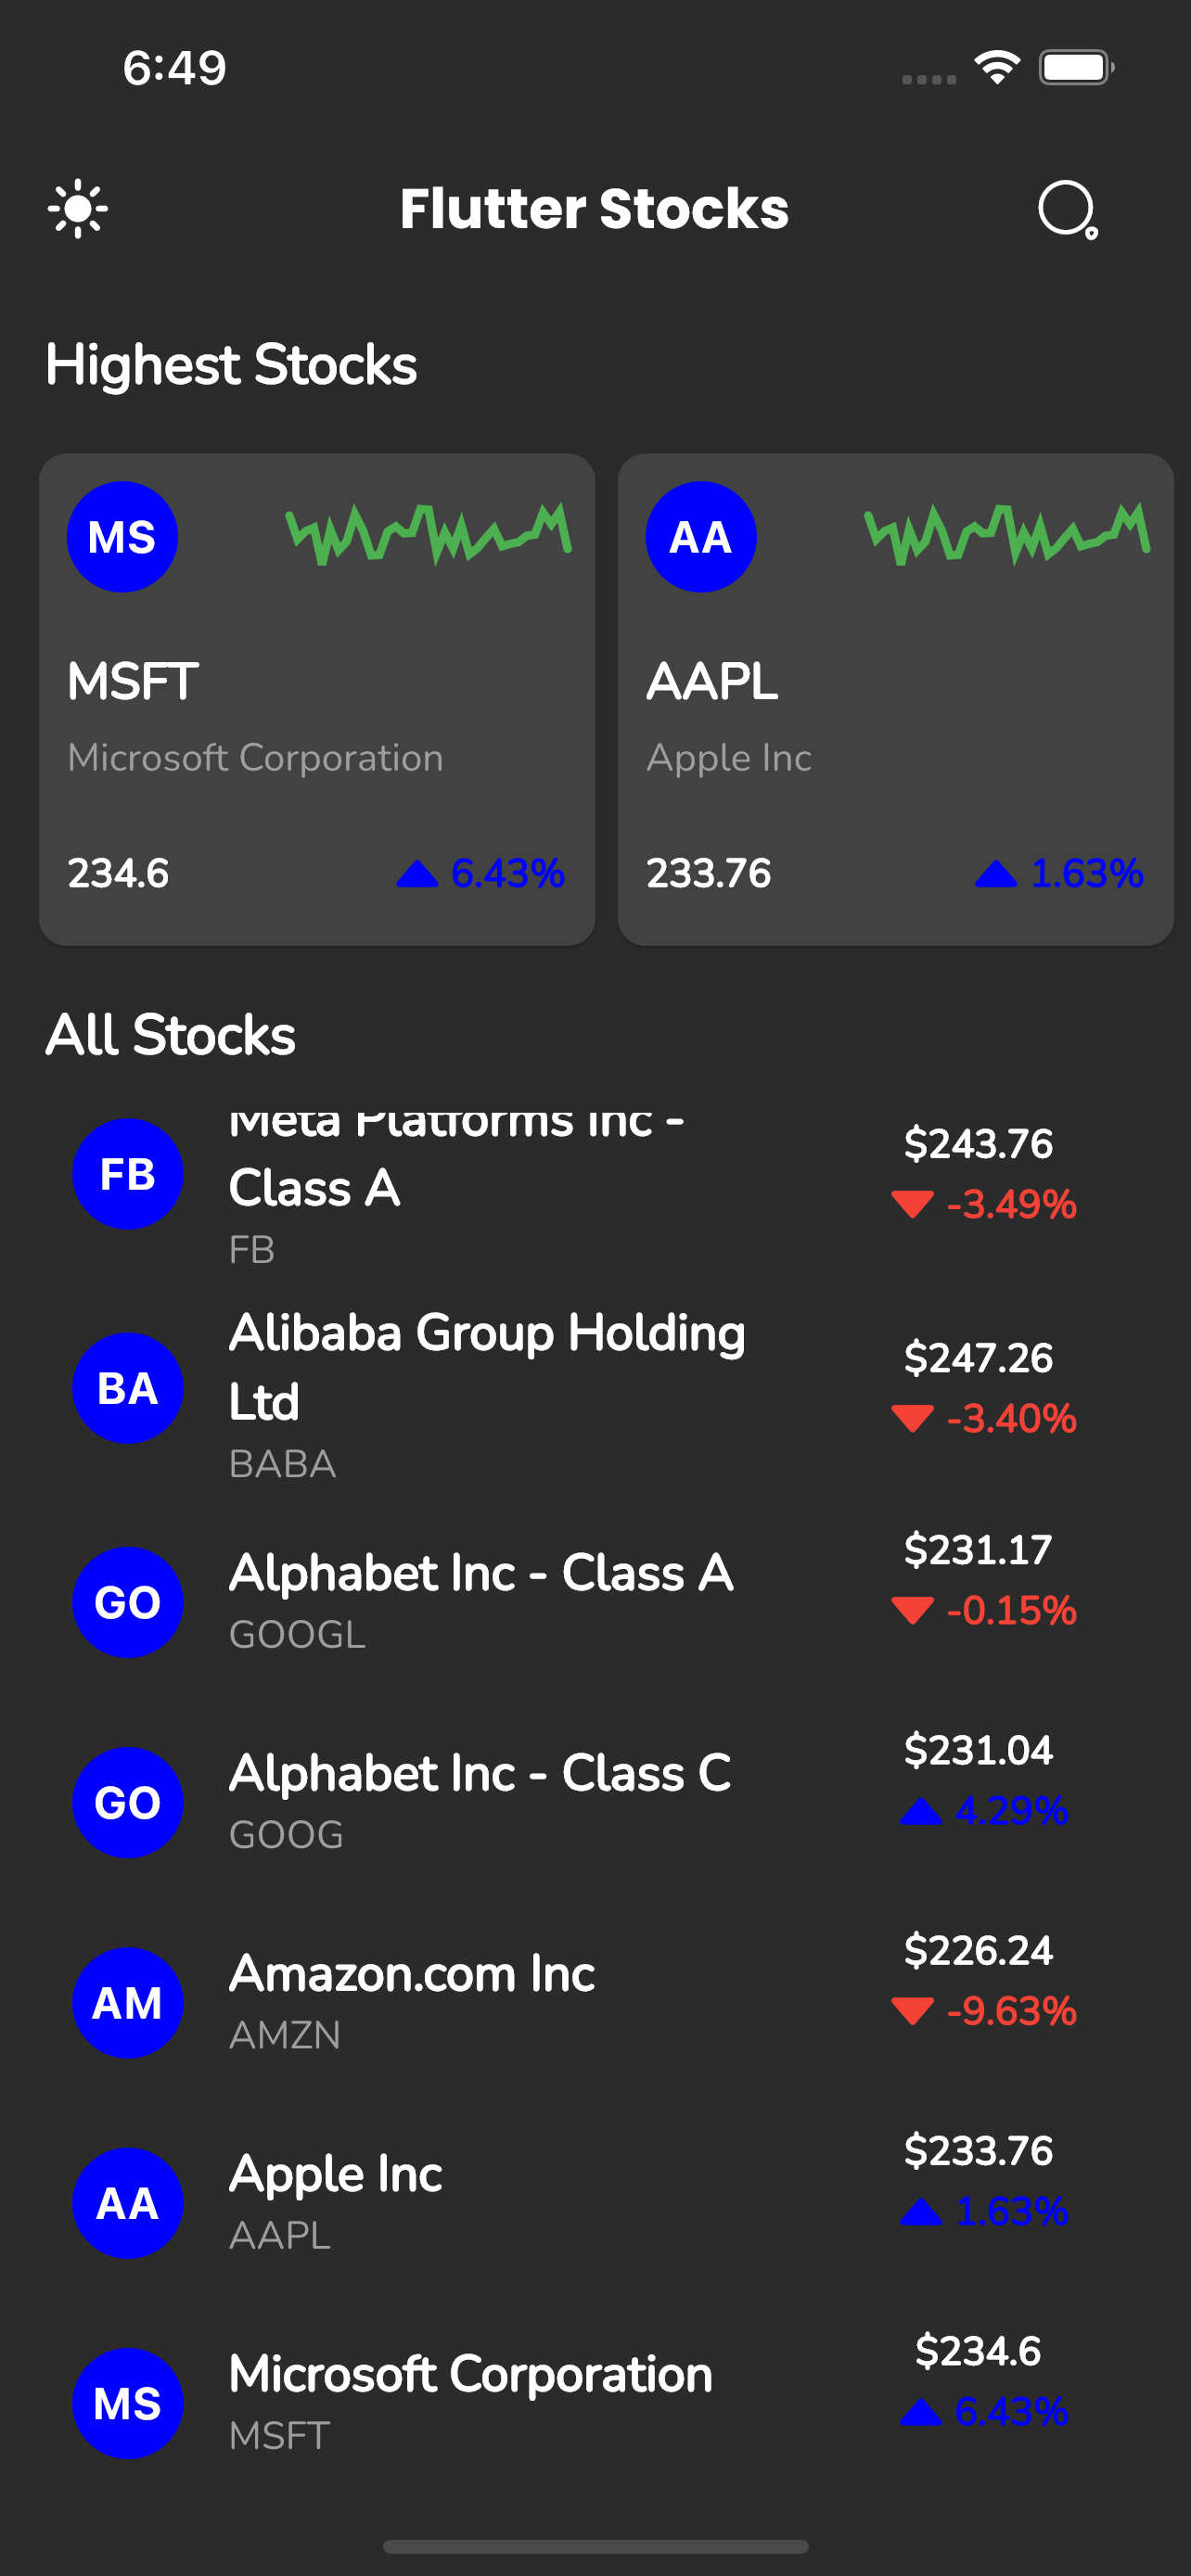 6:49
Flutter Stocks
Highest Stocks
MS
MSFT
Microsoft Corporation
234.6
6.43%
AA
AAPL
Apple Inc
233.76
1.63%
All Stocks
FB
Meta Platforms Inc -
Class A
FB
$243.76
-3.49%
BA
Alibaba Group Holding
Ltd
BABA
$247.26
-3.40%
GO
Alphabet Inc - Class A
GOOGL
$231.17
-0.15%
GO
Alphabet Inc - Class C
GOOG
$231.04
4.29%
AM
Amazon.com Inc
AMZN
$226.24
-9.63%
AA
Apple Inc
AAPL
$233.76
1.63%
MS
Microsoft Corporation
MSFT
$234.6
6.43%